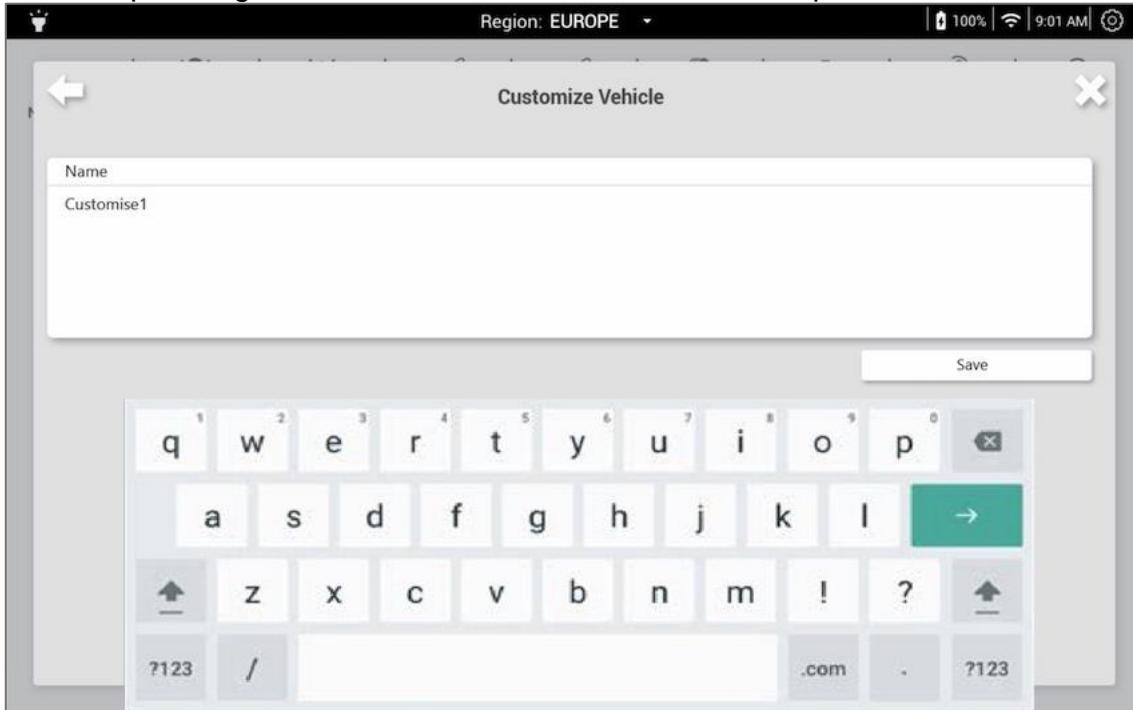 Region: EUROPE
100%
9:01 AM
Customize Vehicle
Name
Customise1
Save
q 1 w 2 e 3 r 4 t 5 y 6 u 7 i 8 o 9 p 0
a s d f g h j k l
z x c v b n m ! ?
?123 / .com . ?123